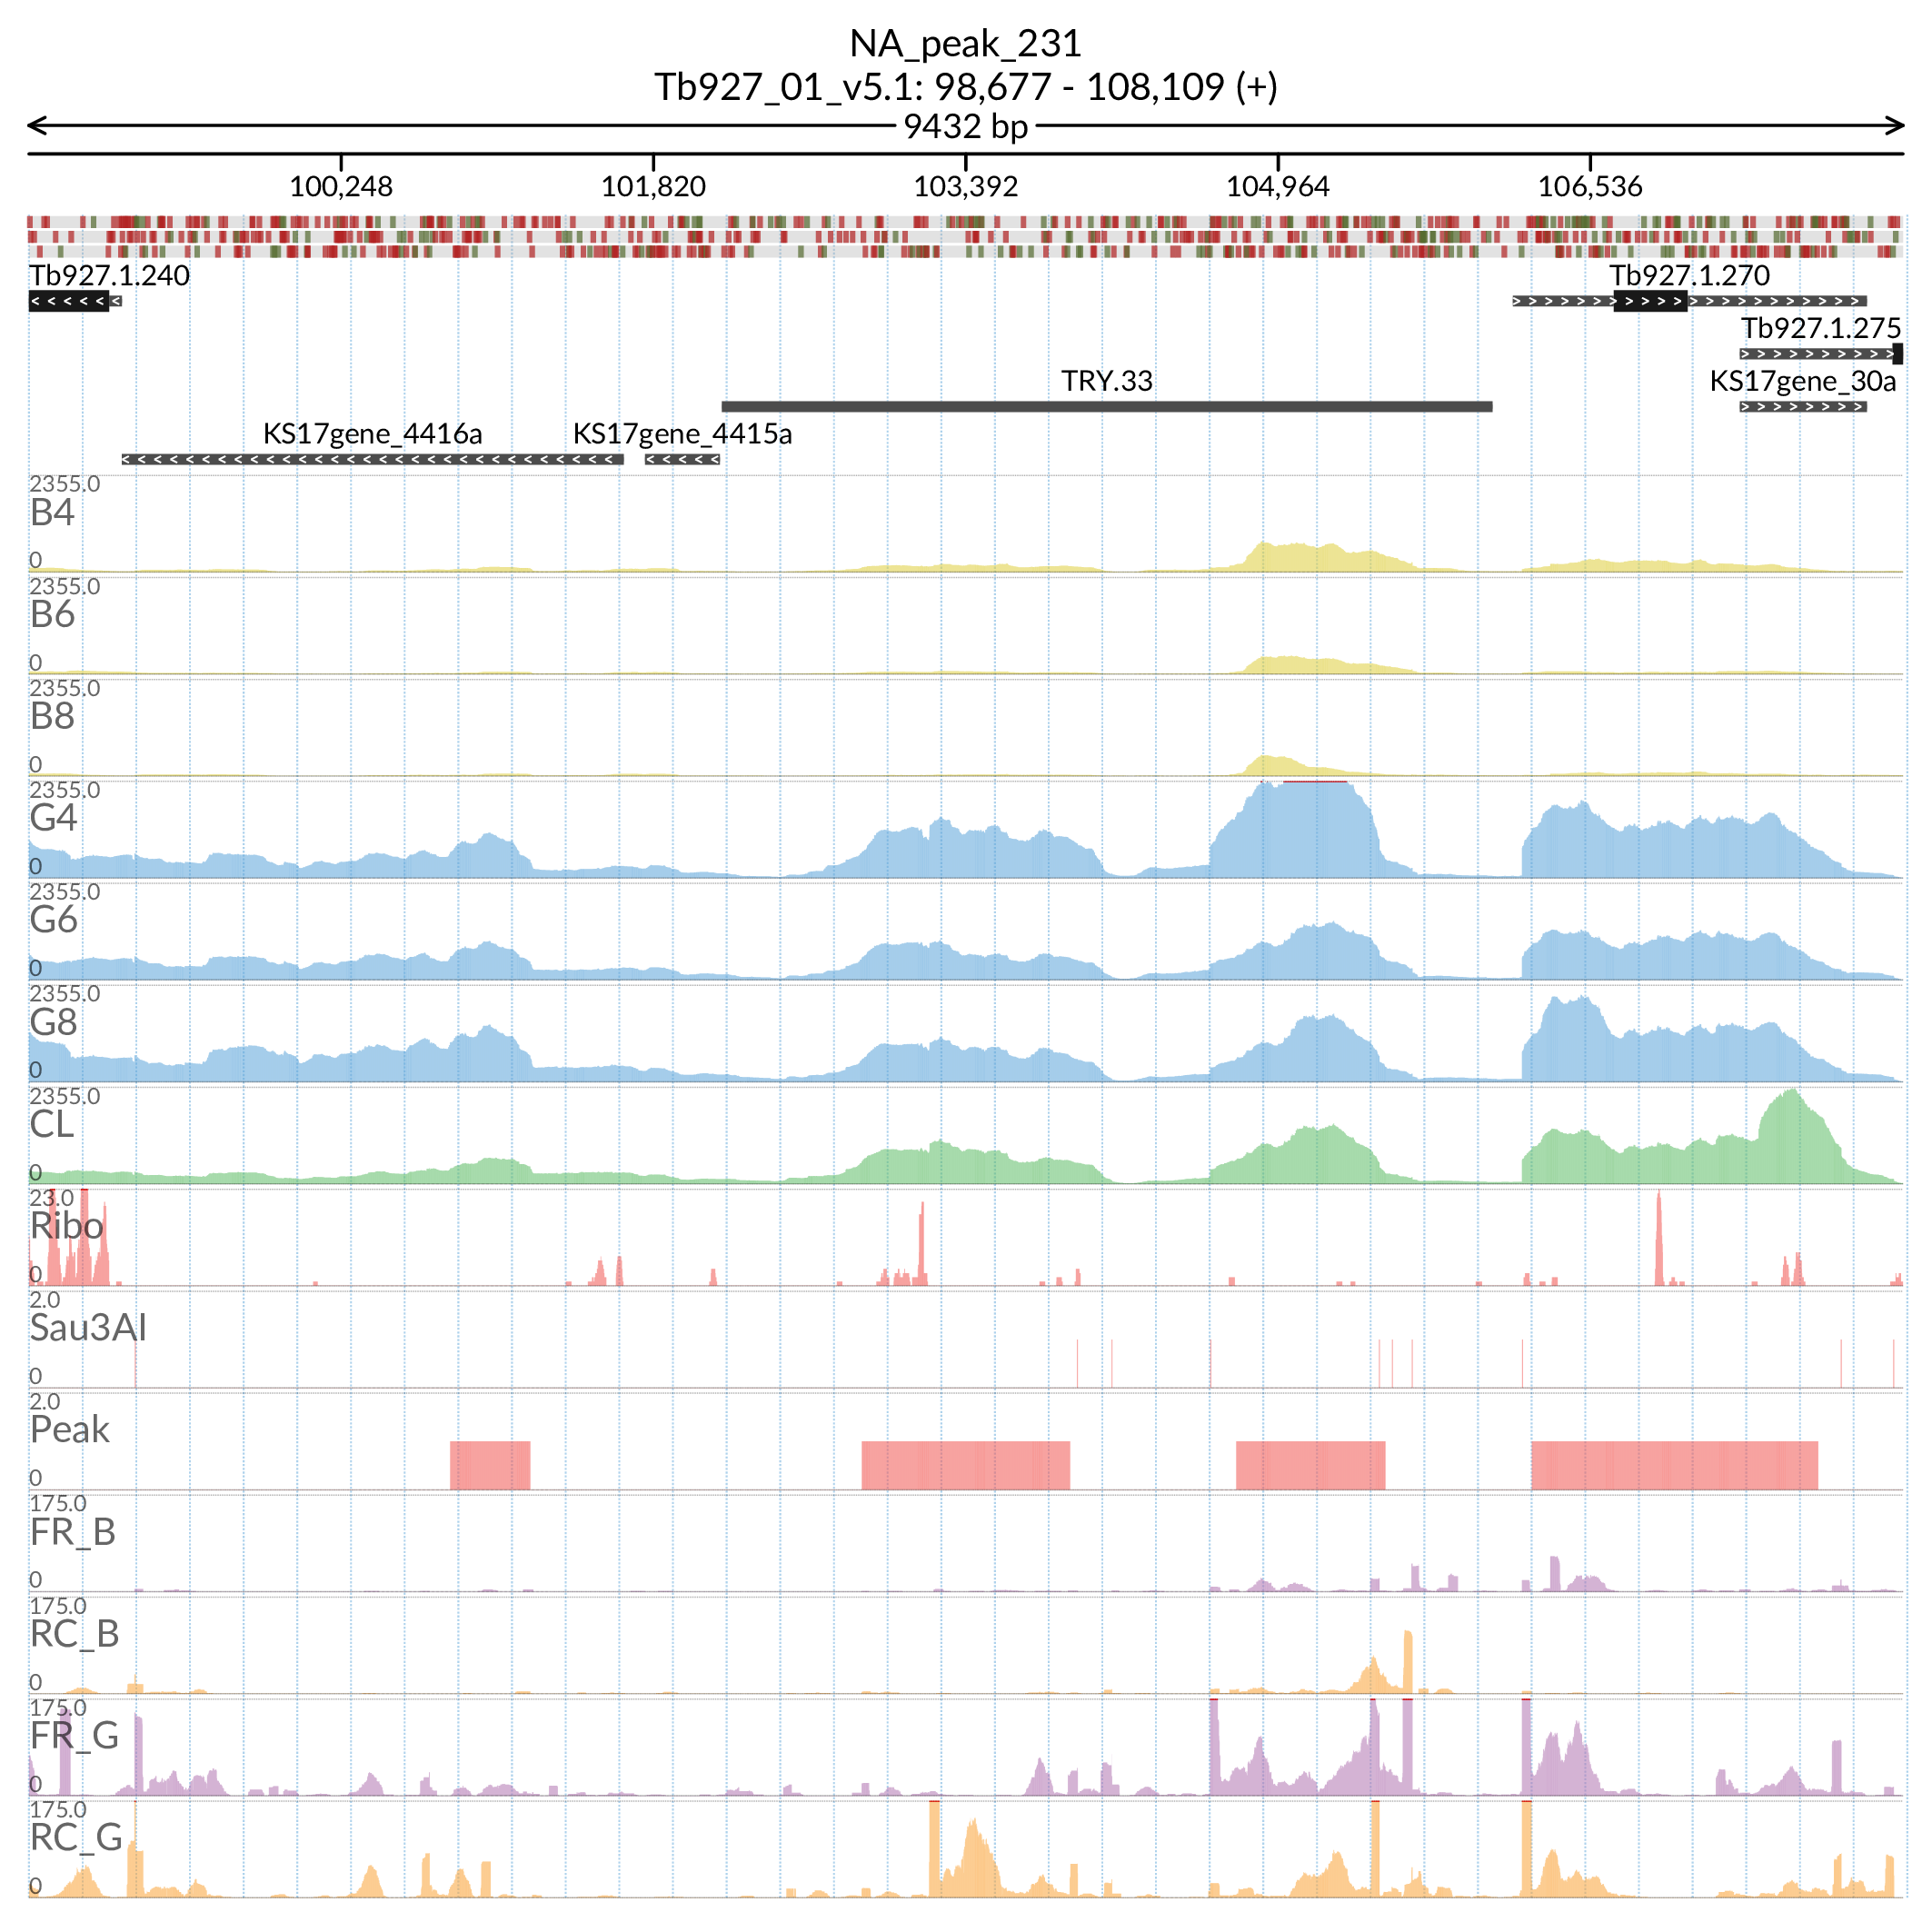 NA_peak_231
Tb927_01_v5.1: 98,677 - 108,109 (+)
9432 bp
100,248 101,820 103,392 104,964 106,536
Tb927.1.240 Tb927.1.270
Tb927.1.275
TRY.33 KS17gene_30a
KS17gene_4416a KS17gene_4415a
2355.0
B4
0
2355.0
B6
0
2355.0
B8
0
2355.0
G4
0
2355.0
G6
0
2355.0
G8
0
2355.0
CL
0
23.0
Ribo
0
2.0
Sau3AI
0
2.0
Peak
0
175.0
FR_B
0
175.0
RC_B
0
175.0
FR_G
0
175.0
RC_G
0